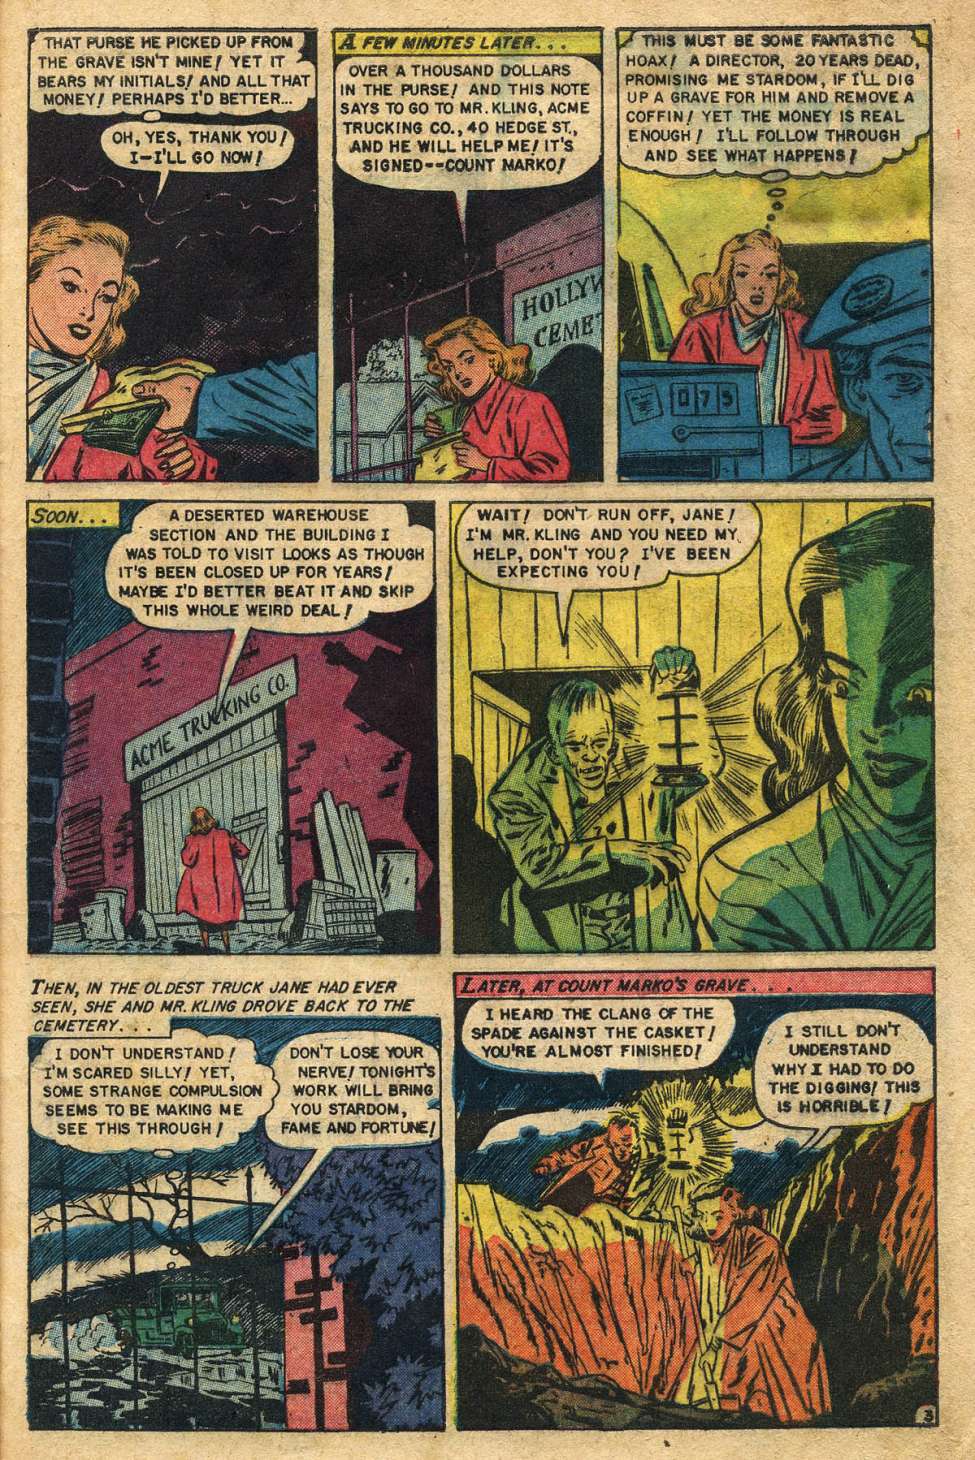 THAT PURSE HE PICKED UP FROM
THE GRAVE ISN'T MINE! YET IT
BEARS MY INITIALS! AND ALL THAT
MONEY! PERHAPS I'D BETTER...
OH, YES, THANK YOU!
I-I'LL GO NOW!
A FEW MINUTES LATER...
OVER A THOUSAND DOLLARS
IN THE PURSE! AND THIS NOTE
SAYS TO GO TO MR. KLING, ACME
TRUCKING CO., 40 HEDGE ST.,
AND HE WILL HELP ME! IT'S
SIGNED--COUNT MARKO!
HOLLYW
CEMET
THIS MUST BE SOME FANTASTIC
HOAX! A DIRECTOR, 20 YEARS DEAD,
PROMISING ME STARDOM, IF I'LL DIG
UP A GRAVE FOR HIM AND REMOVE A
COFFIN! YET THE MONEY IS REAL
ENOUGH! I'LL FOLLOW THROUGH
AND SEE WHAT HAPPENS!
075
SOON...
A DESERTED WAREHOUSE
SECTION AND THE BUILDING I
WAS TOLD TO VISIT LOOKS AS THOUGH
IT'S BEEN CLOSED UP FOR YEARS!
MAYBE I'D BETTER BEAT IT AND SKIP
THIS WHOLE WEIRD DEAL!
ACME TRUCKING CO.
WAIT! DON'T RUN OFF, JANE!
I'M MR. KLING AND YOU NEED MY
HELP, DON'T YOU? I'VE BEEN
EXPECTING YOU!
THEN, IN THE OLDEST TRUCK JANE HAD EVER
SEEN, SHE AND MR. KLING DROVE BACK TO THE
CEMETERY...
I DON'T UNDERSTAND!
I'M SCARED SILLY! YET,
SOME STRANGE COMPULSION
SEEMS TO BE MAKING ME
SEE THIS THROUGH!
DON'T LOSE YOUR
NERVE! TONIGHT'S
WORK WILL BRING
YOU STARDOM,
FAME AND FORTUNE!
LATER, AT COUNT MARKO'S GRAVE...
I HEARD THE CLANG OF THE
SPADE AGAINST THE CASKET!
YOU'RE ALMOST FINISHED!
I STILL DON'T
UNDERSTAND
WHY I HAD TO DO
THE DIGGING! THIS
IS HORRIBLE!
3